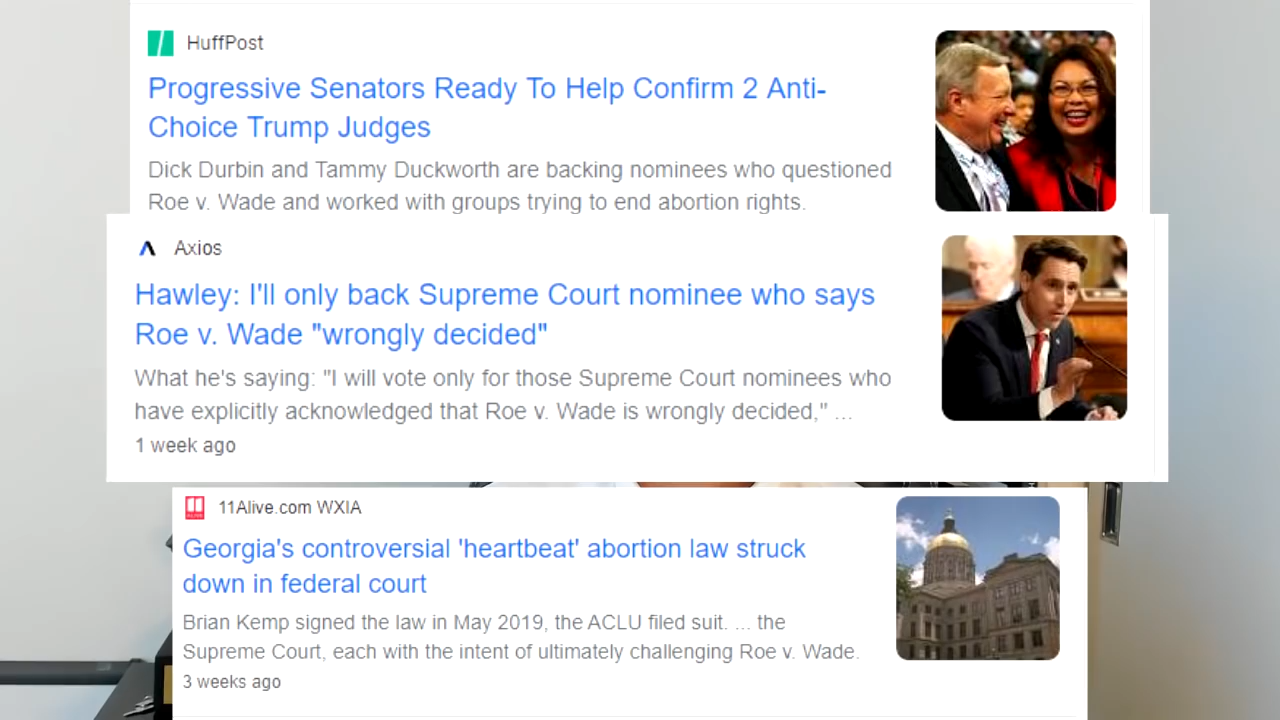 HuffPost
Progressive Senators Ready To Help Confirm 2 Anti-
Choice Trump Judges
Dick Durbin and Tammy Duckworth are backing nominees who questioned
Roe v. Wade and worked with groups trying to end abortion rights.
Axios
Hawley: I'll only back Supreme Court nominee who says
Roe v. Wade "wrongly decided"
What he's saying: "I will vote only for those Supreme Court nominees who
have explicitly acknowledged that Roe v. Wade is wrongly decided," ...
1 week ago
11Alive.com WXIA
Georgia's controversial 'heartbeat' abortion law struck
down in federal court
Brian Kemp signed the law in May 2019, the ACLU filed suit. ... the
Supreme Court, each with the intent of ultimately challenging Roe v. Wade.
3 weeks ago